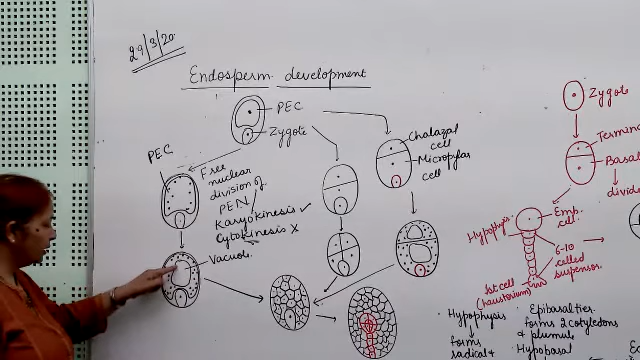 29/3/20
Endosperm development
PEC
Zygote
PEC
Free
nuclear
division of
PEN
Karyokinesis ✓
Cytokinesis X
Vacuole
Chalazal
cell
Micropylar
cell
Zygote
Termina
Basal
divide
Hypophysis
Emb.
cell
6-10
celled
suspensor
1st cell
(haustorium)
• Hypophysis
↓
forms
radical +
• Epibasal tier
forms 2 cotyledons
& plumule
• Hypobasal